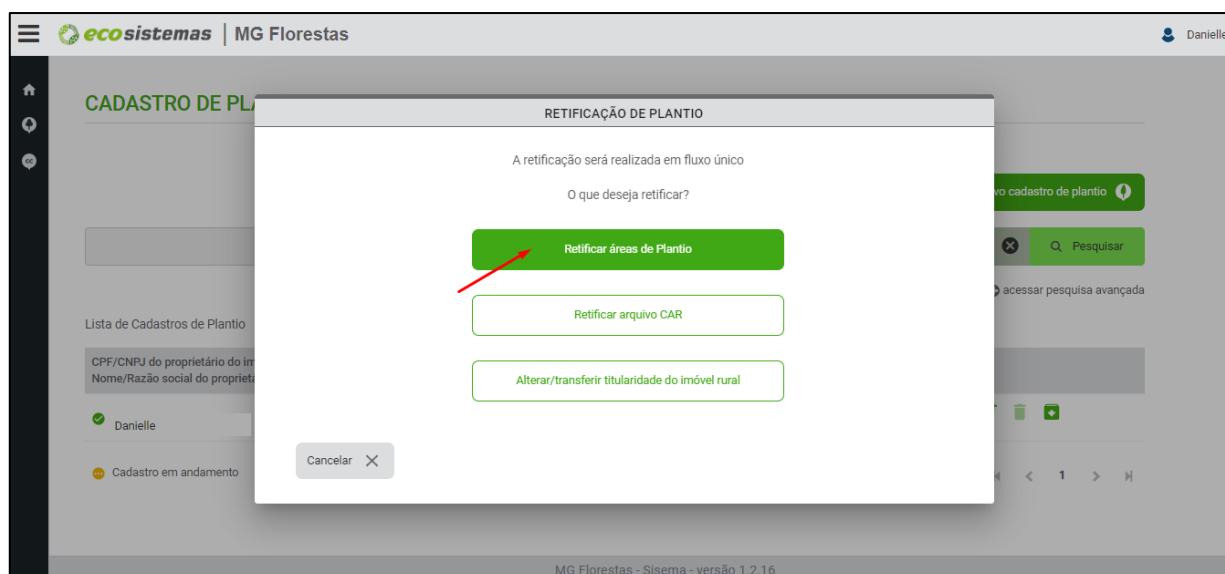 ecosistemas | MG Florestas
Danielle
CADASTRO DE PL
RETIFICAÇÃO DE PLANTIO
A retificação será realizada em fluxo único
O que deseja retificar?
vo cadastro de plantio
Retificar áreas de Plantio
Pesquisar
acessar pesquisa avançada
Retificar arquivo CAR
Lista de Cadastros de Plantio
CPF/CNPJ do proprietário do im
Nome/Razão social do propriet
Alterar/transferir titularidade do imóvel rural
Danielle
Cancelar
Cadastro em andamento
1
MG Florestas - Sisema - versão 1.2.16